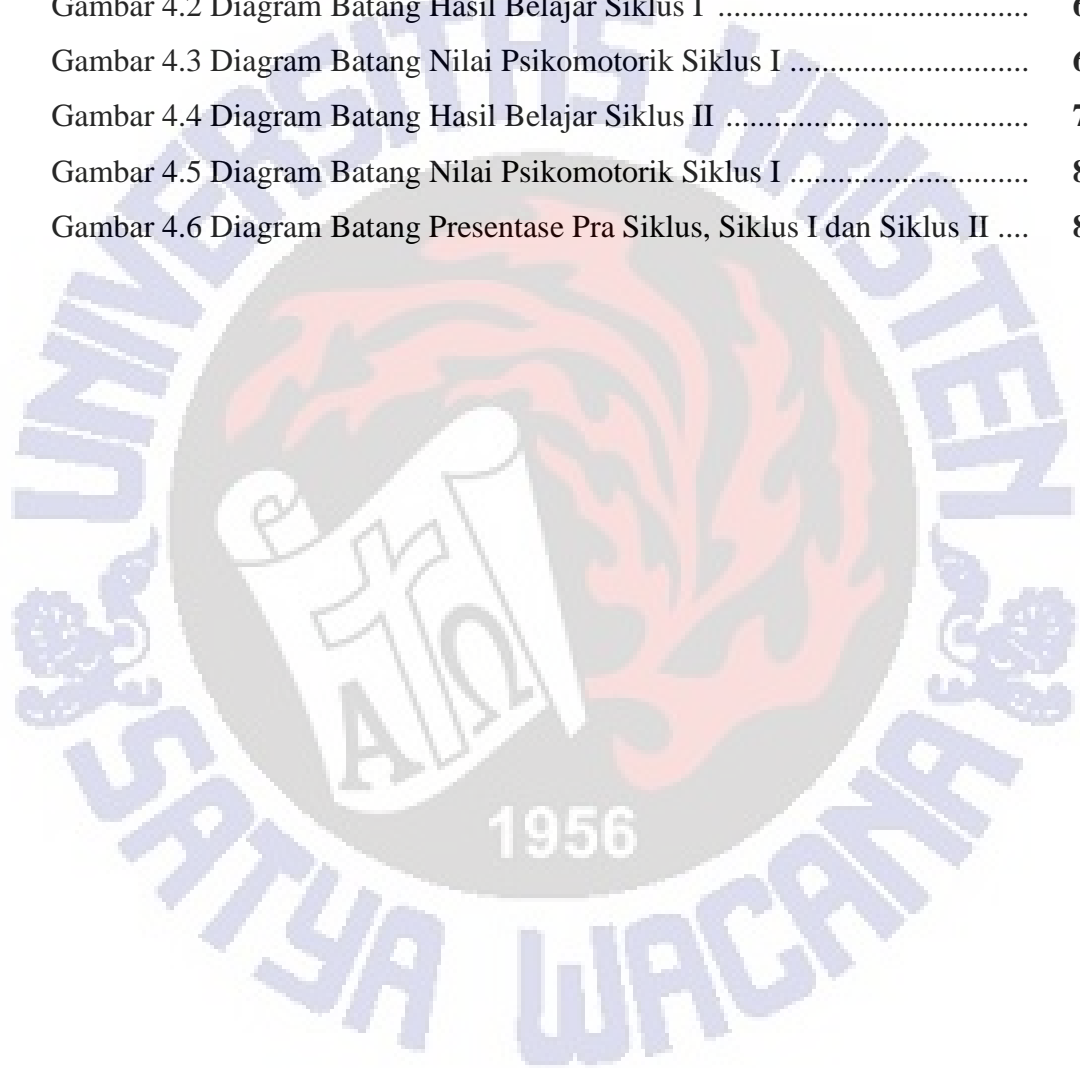 Gambar 4.2 Diagram Batang Hasil Belajar Siklus I .......................................
Gambar 4.3 Diagram Batang Nilai Psikomotorik Siklus I ..............................
Gambar 4.4 Diagram Batang Hasil Belajar Siklus II ......................................
Gambar 4.5 Diagram Batang Nilai Psikomotorik Siklus I ..............................
Gambar 4.6 Diagram Batang Presentase Pra Siklus, Siklus I dan Siklus II ....
UNIVERSITAS KRISTEN
Α Ω
1956
SATYA WACANA